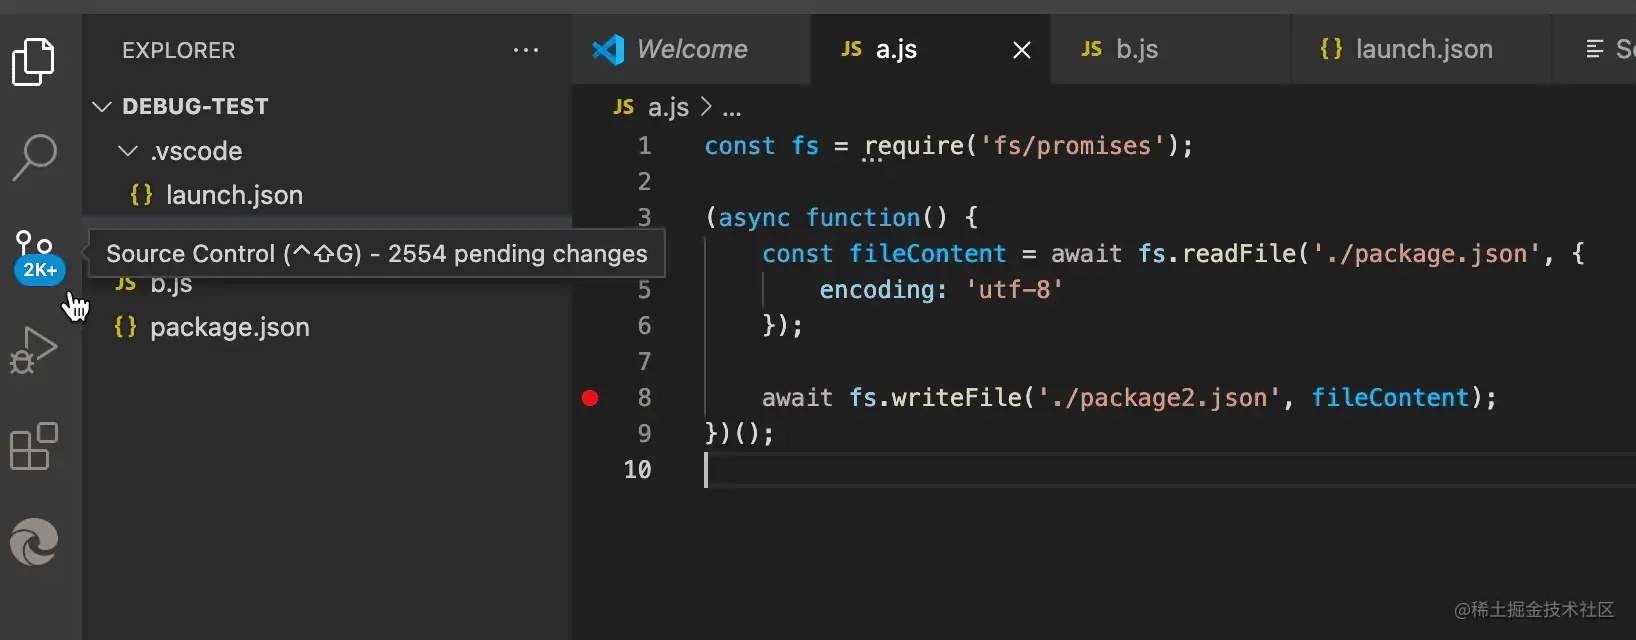 EXPLORER
DEBUG-TEST
.vscode
{} launch.json
Source Control (^⇧G) - 2554 pending changes
2K+
JS b.js
{} package.json
Welcome
JS a.js
JS b.js
{} launch.json
JS a.js > ...
1 const fs = require('fs/promises');
2
3 (async function() {
const fileContent = await fs.readFile('./package.json', {
5 encoding: 'utf-8'
6 });
7
8 await fs.writeFile('./package2.json', fileContent);
9 })();
10
@稀土掘金技术社区